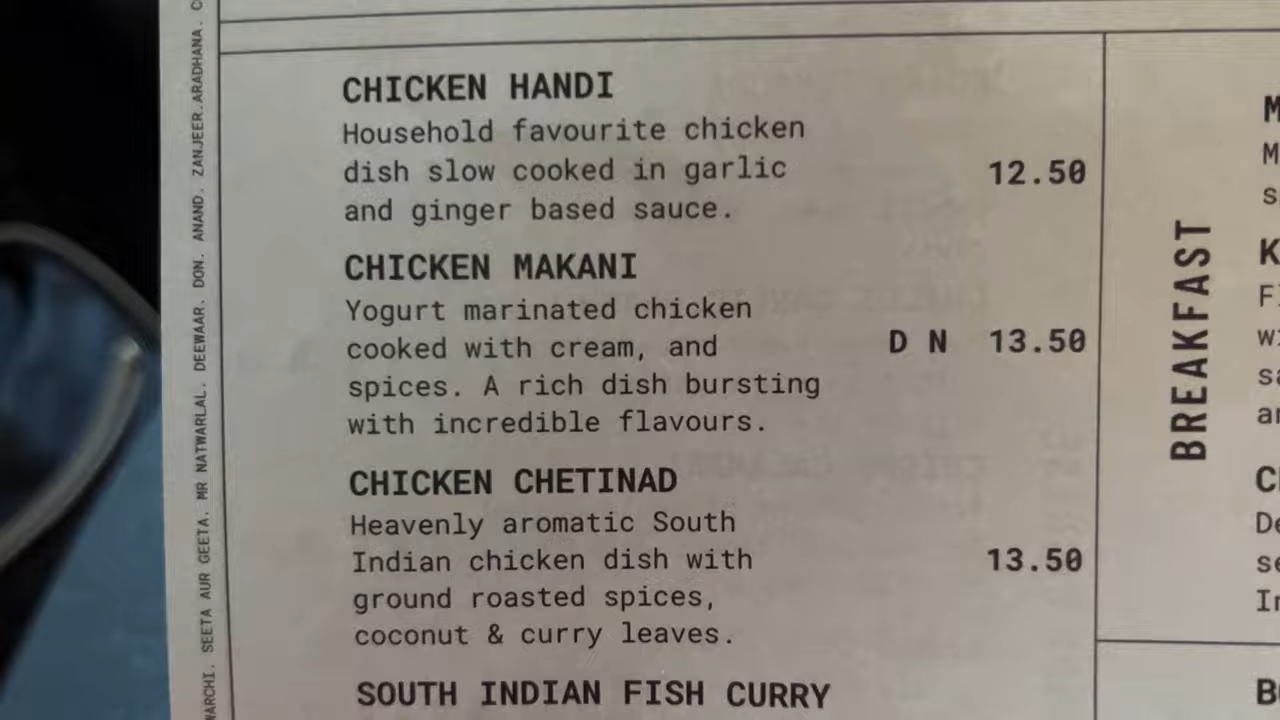 NARCHI. SEETA AUR GEETA. MR NATWARLAL. DEEWAAR. DON. ANAND. ZANJEER.ARADHANA. C
CHICKEN HANDI
Household favourite chicken
dish slow cooked in garlic
and ginger based sauce.
12.50
CHICKEN MAKANI
Yogurt marinated chicken
cooked with cream, and
spices. A rich dish bursting
with incredible flavours.
D N 13.50
CHICKEN CHETINAD
Heavenly aromatic South
Indian chicken dish with
ground roasted spices,
coconut & curry leaves.
13.50
SOUTH INDIAN FISH CURRY
BREAKFAST